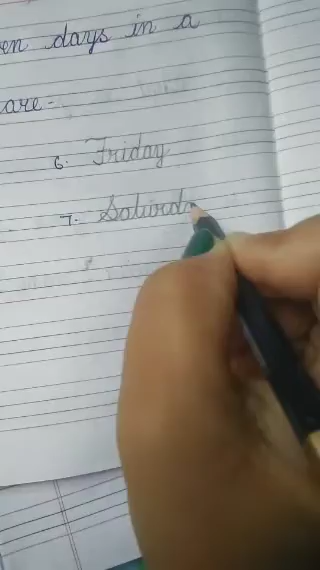 en days in a
are-
6. Friday
7. Saturda